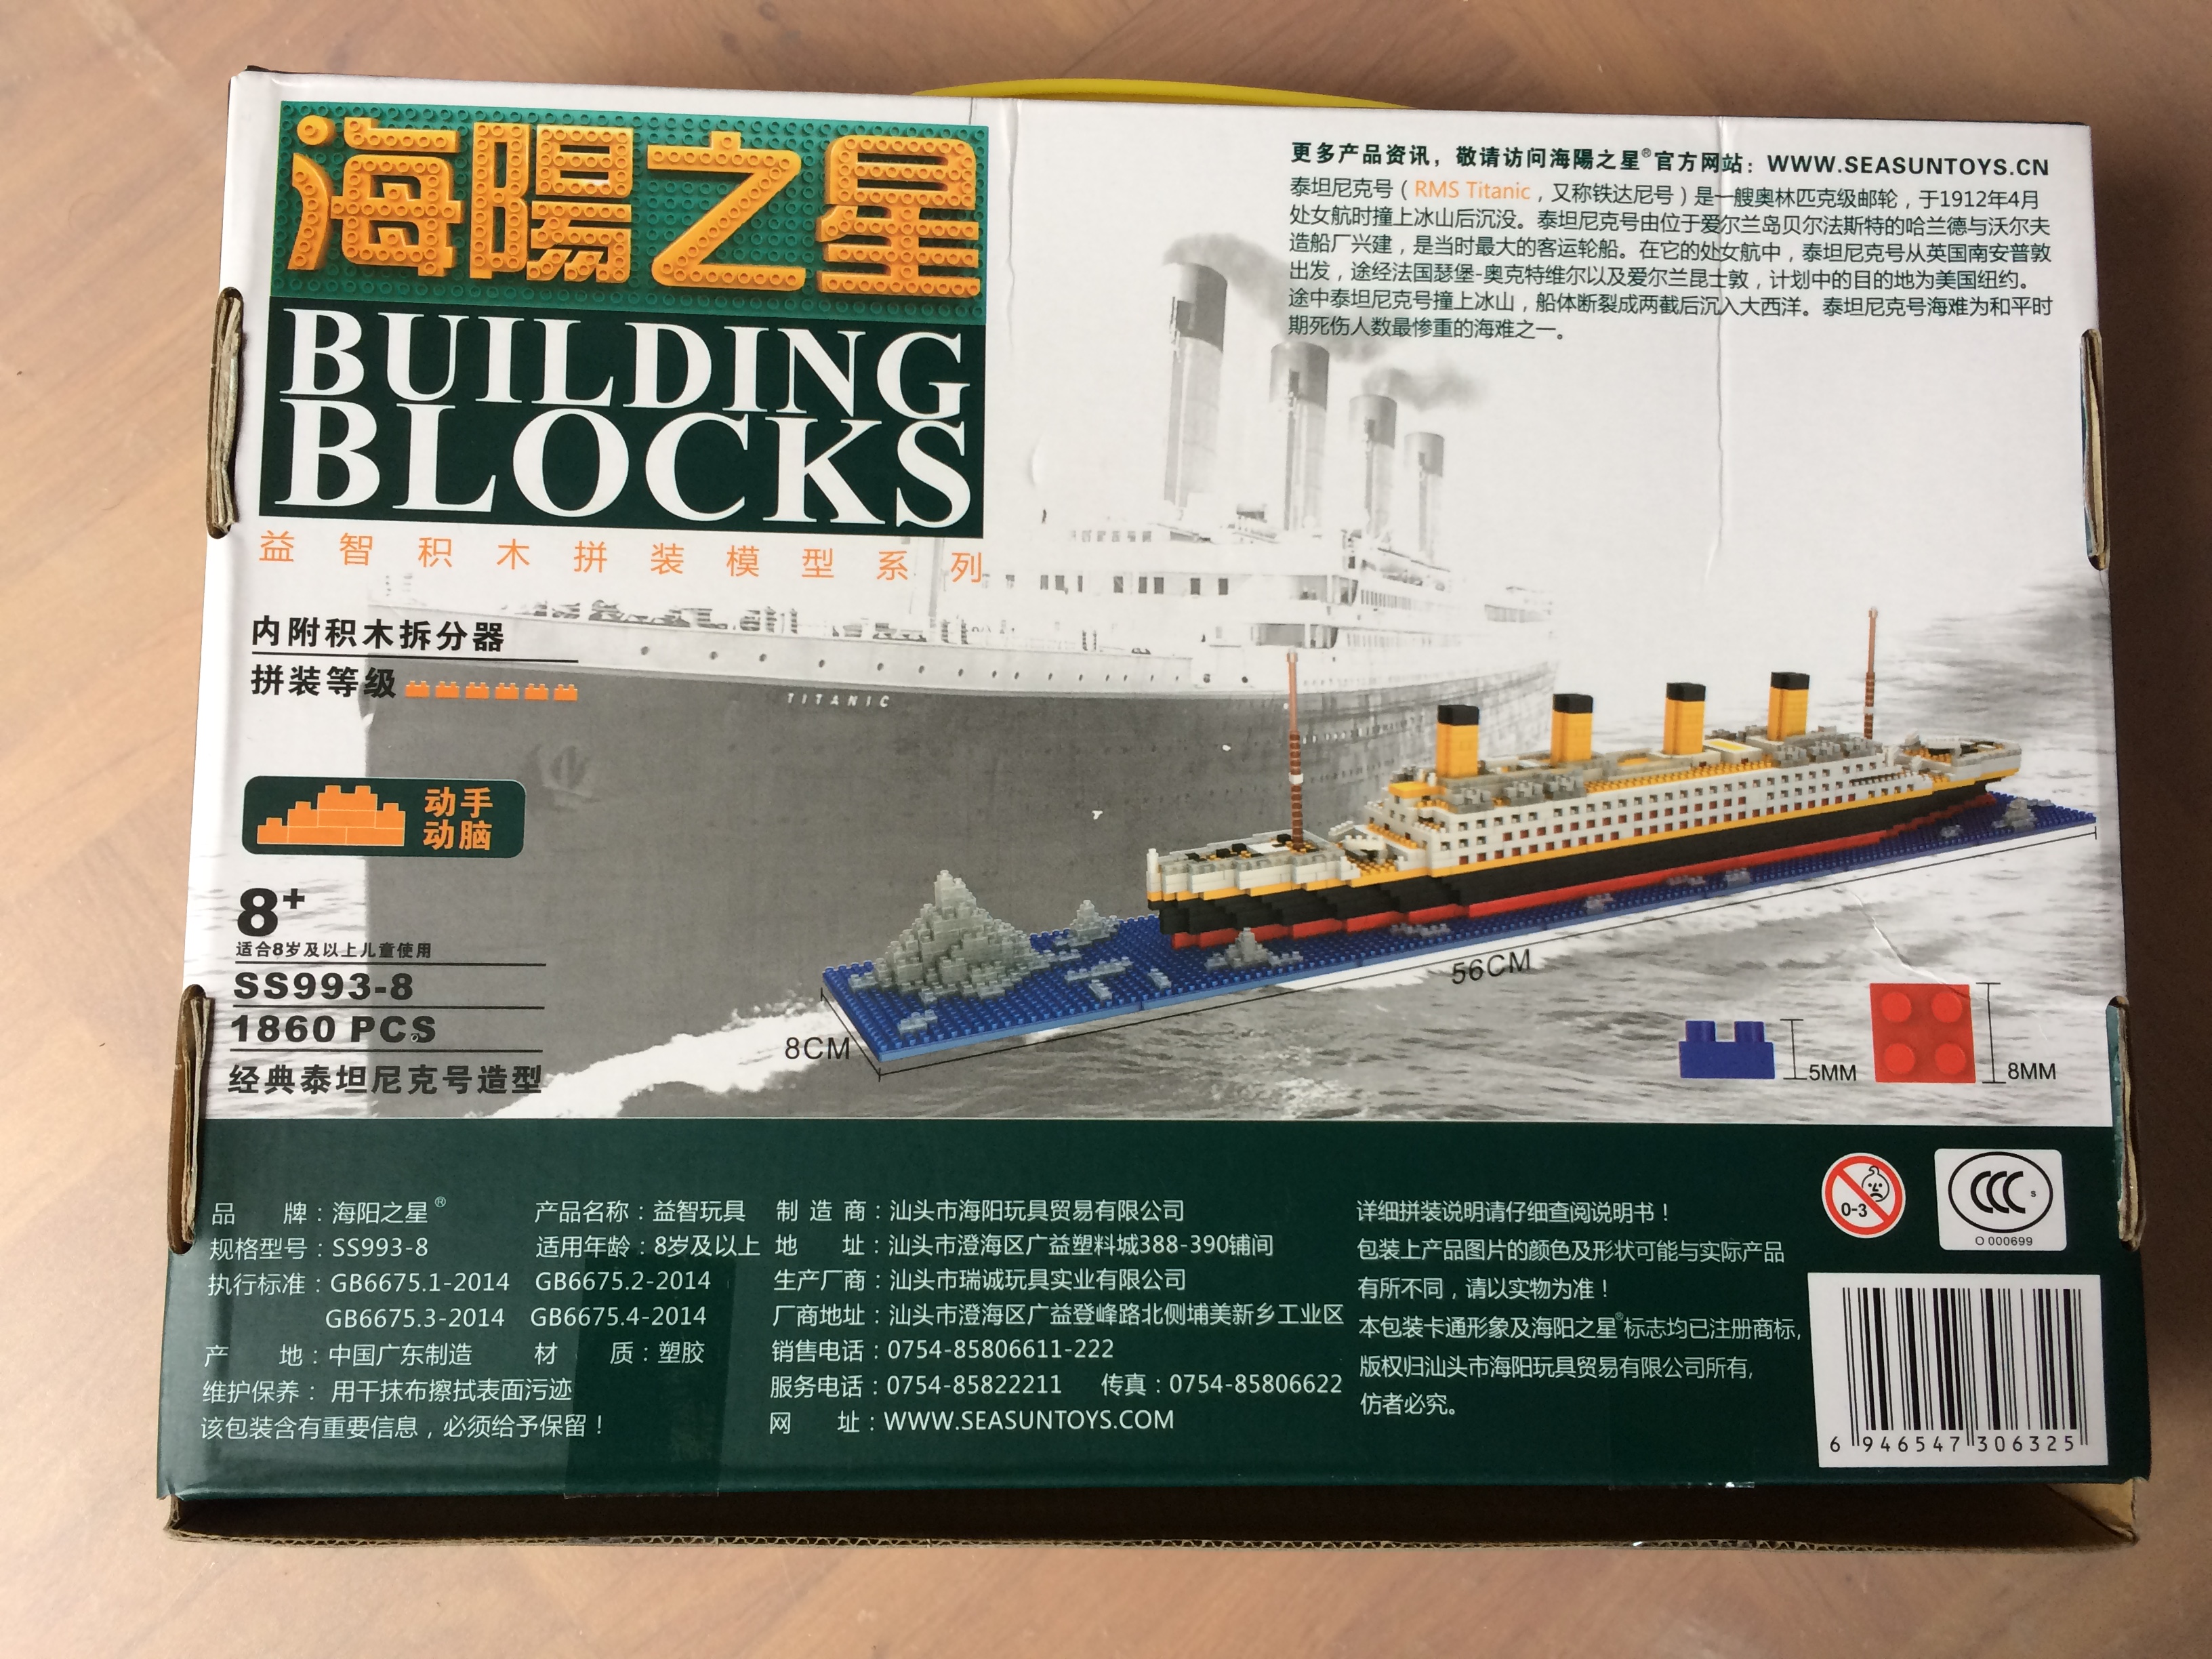 海陽之星
BUILDING
BLOCKS
益智积木拼装模型系列
内附积木拆分器
拼装等级
动手
动脑
8+
适合8岁及以上儿童使用
SS993-8
1860 PCS
经典泰坦尼克号造型
更多产品资讯，敬请访问海陽之星®官方网站：WWW.SEASUNTOYS.CN
泰坦尼克号（RMS Titanic，又称铁达尼号）是一艘奥林匹克级邮轮，于1912年4月
处女航时撞上冰山后沉没。泰坦尼克号由位于爱尔兰岛贝尔法斯特的哈兰德与沃尔夫
造船厂兴建，是当时最大的客运轮船。在它的处女航中，泰坦尼克号从英国南安普敦
出发，途经法国瑟堡-奥克特维尔以及爱尔兰昆士敦，计划中的目的地为美国纽约。
途中泰坦尼克号撞上冰山，船体断裂成两截后沉入大西洋。泰坦尼克号海难为和平时
期死伤人数最惨重的海难之一。
TITANIC
56CM
8CM
5MM
8MM
品 牌：海阳之星®
产品名称：益智玩具
规格型号：SS993-8
适用年龄：8岁及以上
执行标准：GB6675.1-2014 GB6675.2-2014
GB6675.3-2014 GB6675.4-2014
产 地：中国广东制造
材 质：塑胶
维护保养：用干抹布擦拭表面污迹
该包装含有重要信息，必须给予保留！
制 造 商：汕头市海阳玩具贸易有限公司
地 址：汕头市澄海区广益塑料城388-390铺间
生产厂商：汕头市瑞诚玩具实业有限公司
厂商地址：汕头市澄海区广益登峰路北侧埔美新乡工业区
销售电话：0754-85806611-222
服务电话：0754-85822211 传真：0754-85806622
网 址：WWW.SEASUNTOYS.COM
详细拼装说明请仔细查阅说明书！
包装上产品图片的颜色及形状可能与实际产品
有所不同，请以实物为准！
本包装卡通形象及海阳之星®标志均已注册商标，
版权归汕头市海阳玩具贸易有限公司所有，
仿者必究。
0-3
CCC S
O 000699
6 946547 306325